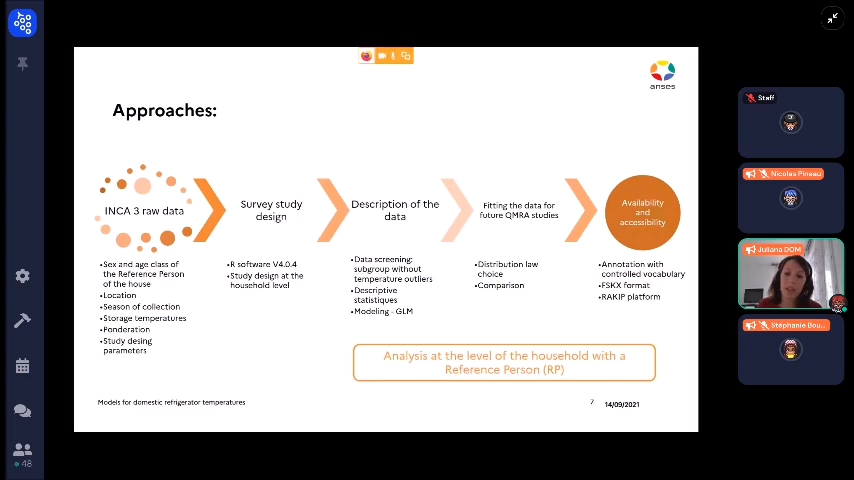 anses
Approaches:
INCA 3 raw data
•Sex and age class of
the Reference Person
of the house
•Location
•Season of collection
•Storage temperatures
•Ponderation
•Study desing
parameters
Survey study
design
•R software V4.0.4
•Study design at the
household level
Description of the
data
•Data screening:
subgroup without
temperature outliers
•Descriptive
statistiques
•Modeling - GLM
Fitting the data for
future QMRA studies
•Distribution law
choice
•Comparison
Availability
and
accessibility
•Annotation with
controlled vocabulary
•FSKX format
•RAKIP platform
Analysis at the level of the household with a
Reference Person (RP)
Models for domestic refrigerator temperatures
7
14/09/2021
Staff
Nicolas Pineau
Juliana DOM
Stéphanie Bou...
48